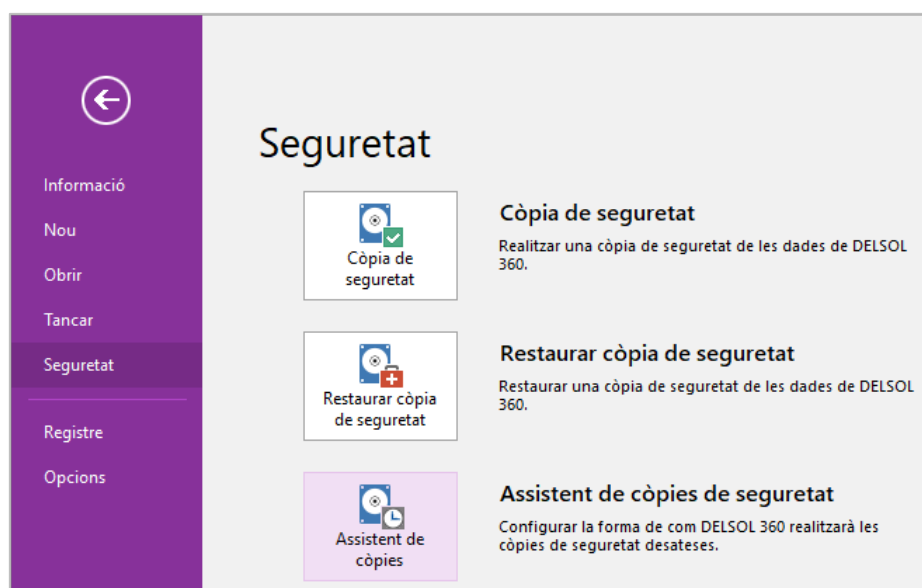 Informació
Nou
Obrir
Tancar
Seguretat
Registre
Opcions
Seguretat
Còpia de
seguretat
Còpia de seguretat
Realitzar una còpia de seguretat de les dades de DELSOL
360.
Restaurar còpia
de seguretat
Restaurar còpia de seguretat
Restaurar una còpia de seguretat de les dades de DELSOL
360.
Assistent de
còpies
Assistent de còpies de seguretat
Configurar la forma de com DELSOL 360 realitzarà les
còpies de seguretat desateses.